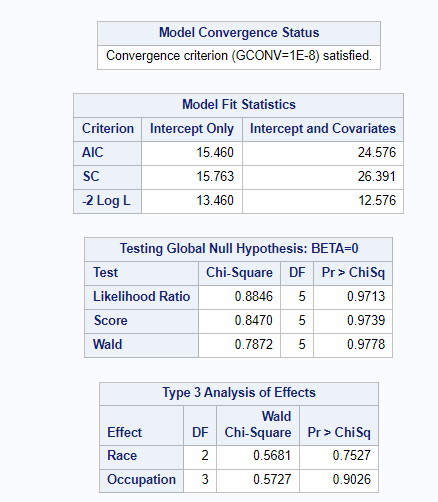 Model Convergence Status
Convergence criterion (GCONV=1E-8) satisfied.
Model Fit Statistics
Criterion Intercept Only Intercept and Covariates
AIC 15.460 24.576
SC 15.763 26.391
-2 Log L 13.460 12.576
Testing Global Null Hypothesis: BETA=0
Test Chi-Square DF Pr > ChiSq
Likelihood Ratio 0.8846 5 0.9713
Score 0.8470 5 0.9739
Wald 0.7872 5 0.9778
Type 3 Analysis of Effects
Wald
Effect DF Chi-Square Pr > ChiSq
Race 2 0.5681 0.7527
Occupation 3 0.5727 0.9026